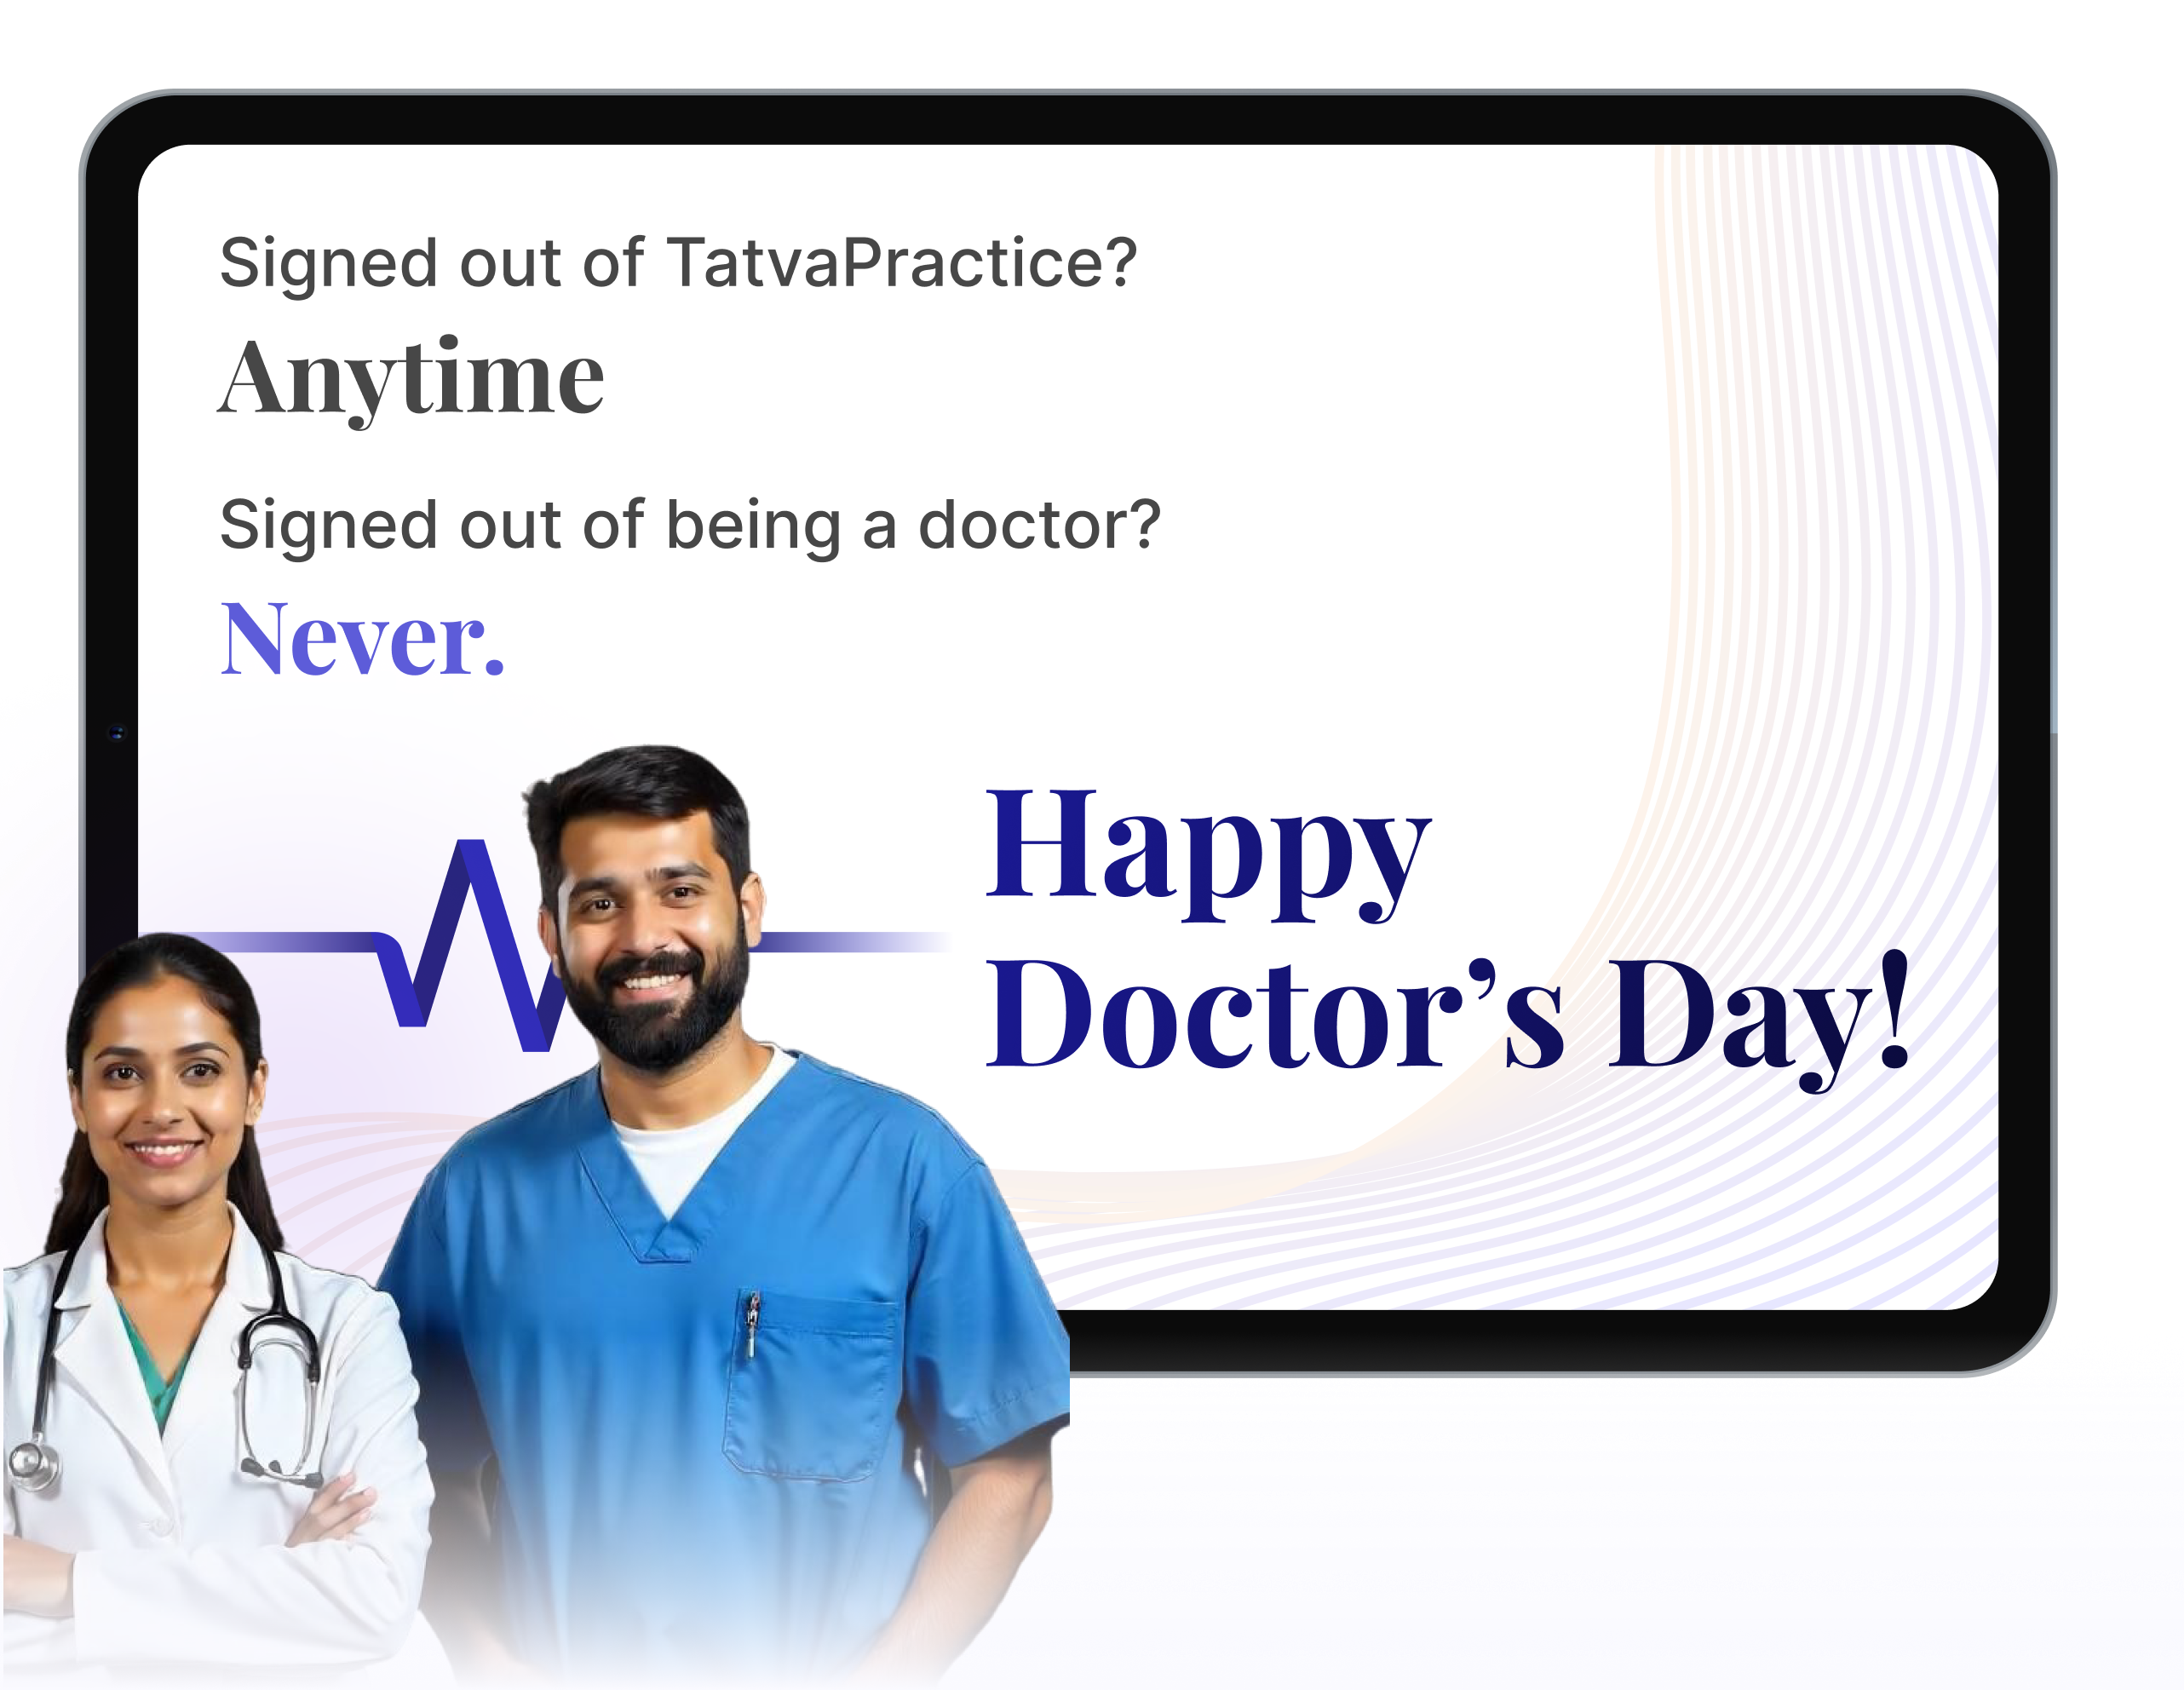 Signed out of TatvaPractice?
Anytime
Signed out of being a doctor?
Never.
Happy
Doctor’s Day!